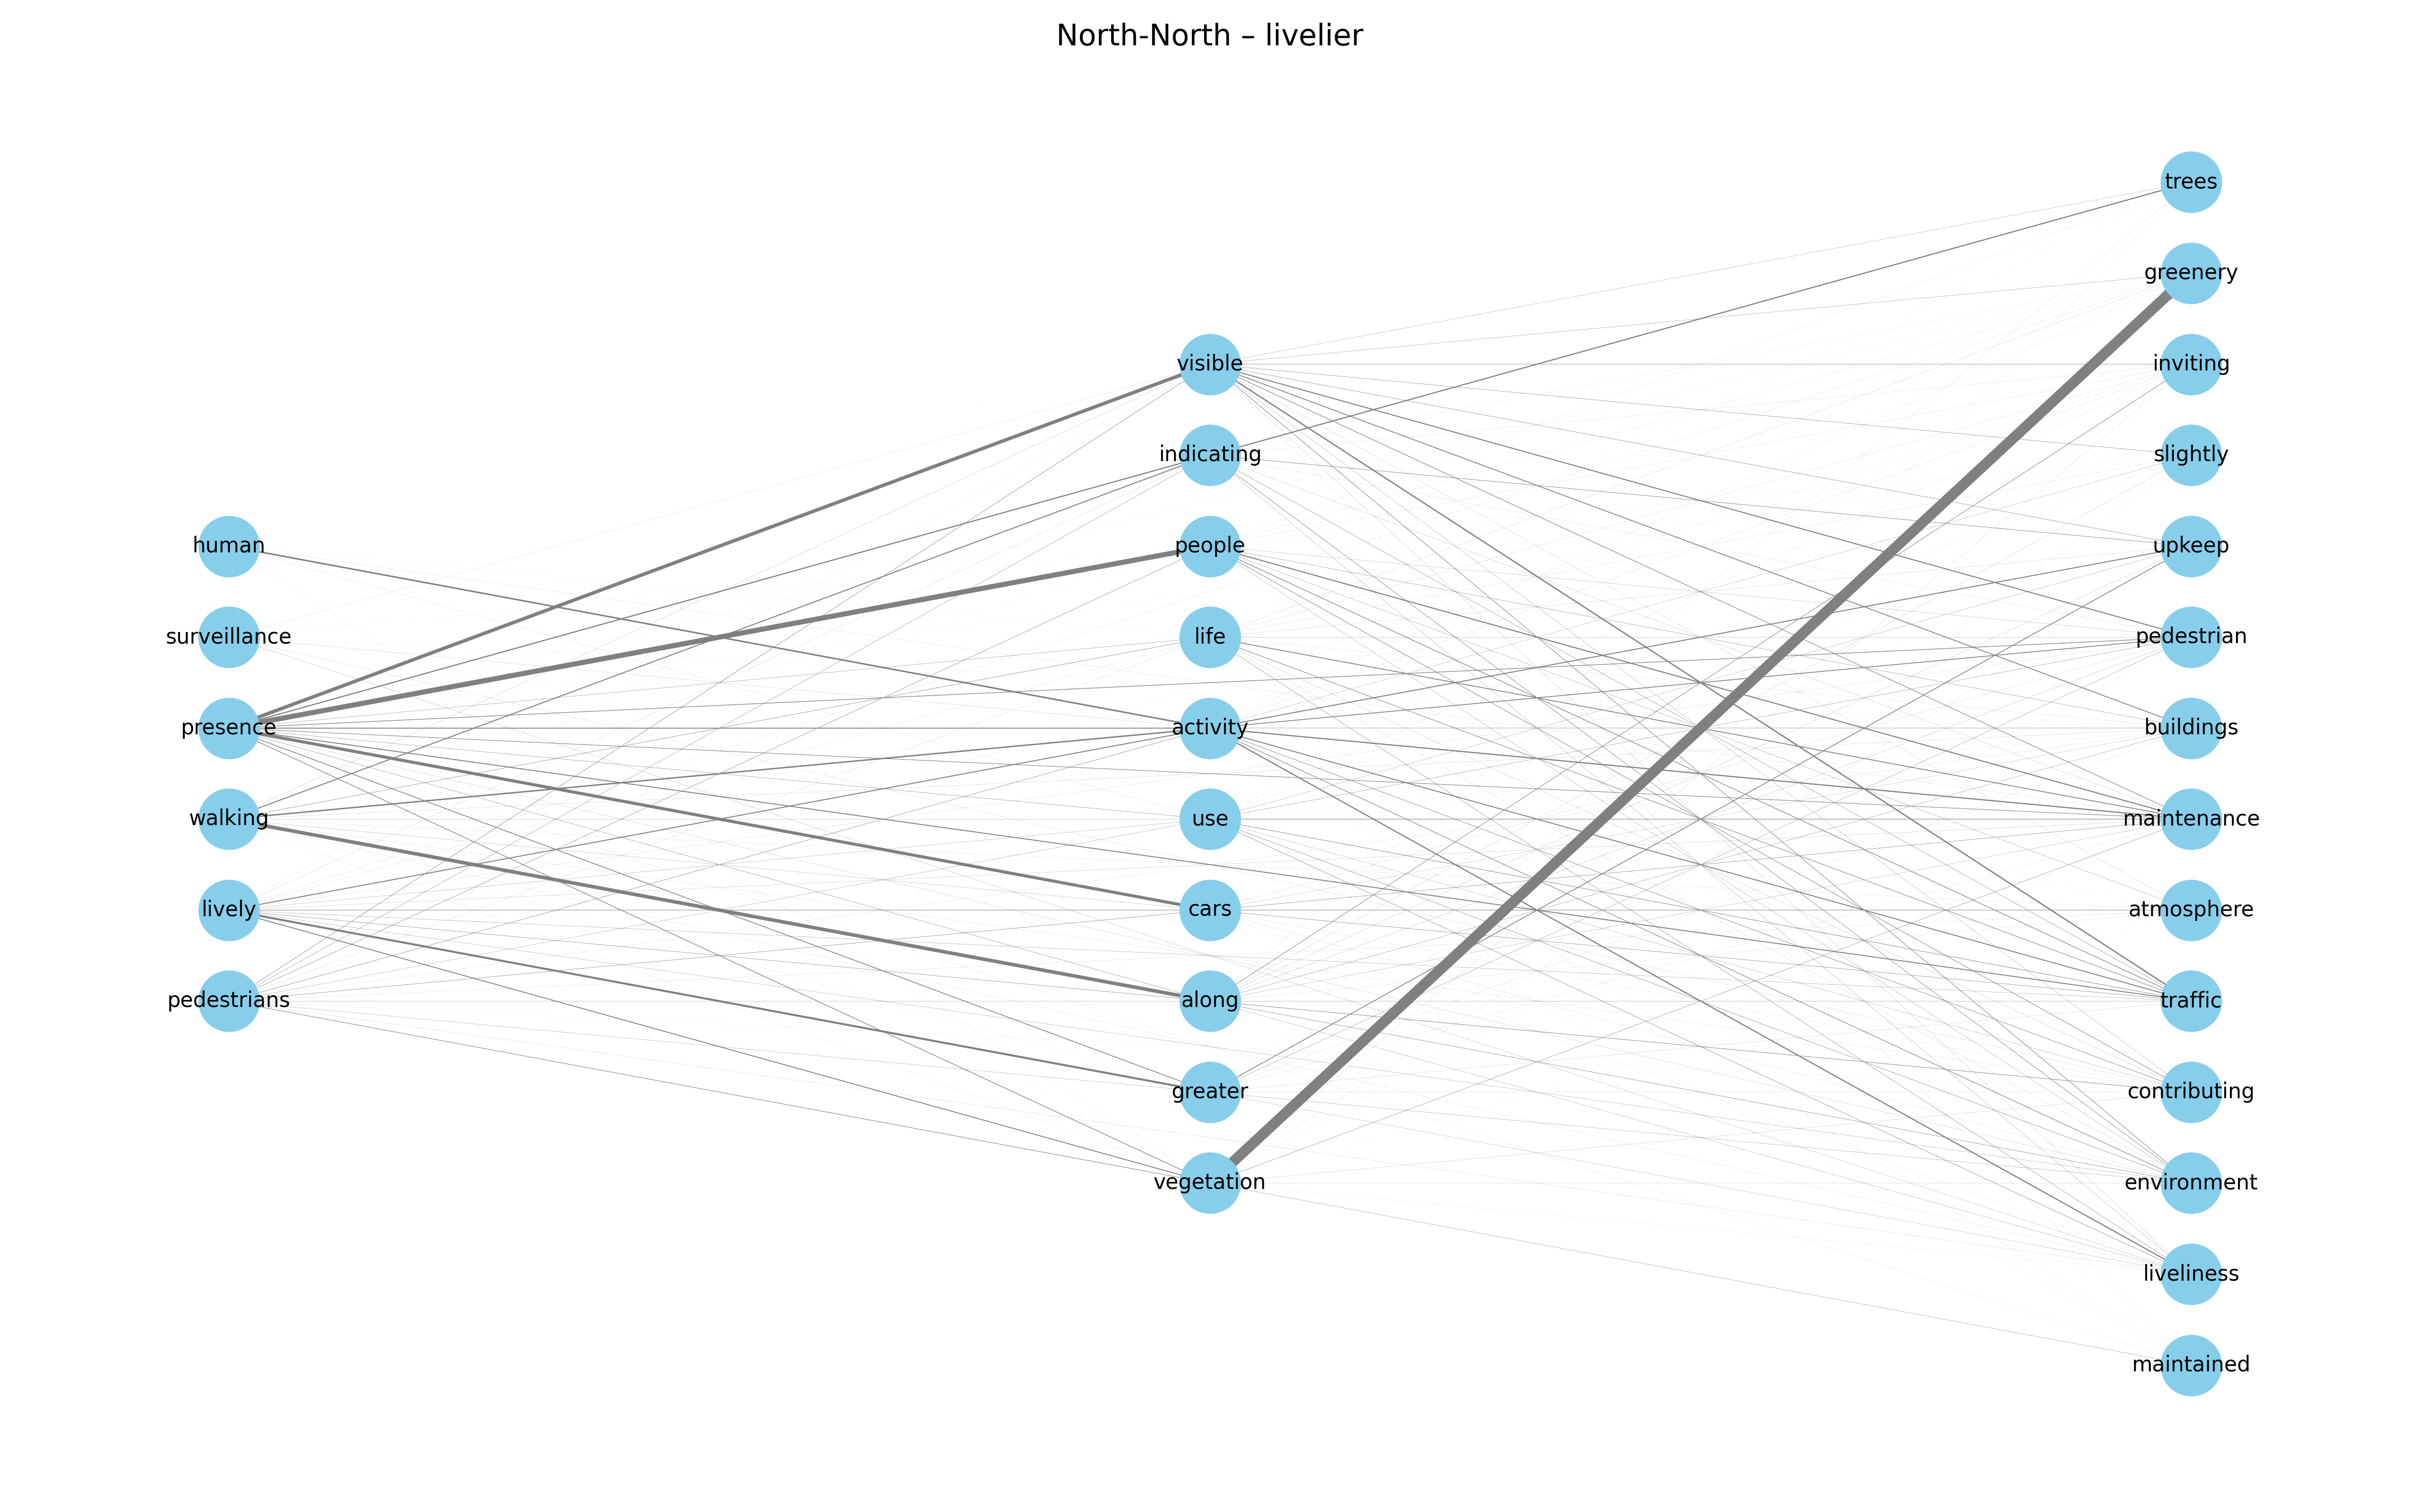 North-North – livelier
human
surveillance
presence
walking
lively
pedestrians
visible
indicating
people
life
activity
use
cars
along
greater
vegetation
trees
greenery
inviting
slightly
upkeep
pedestrian
buildings
maintenance
atmosphere
traffic
contributing
environment
liveliness
maintained